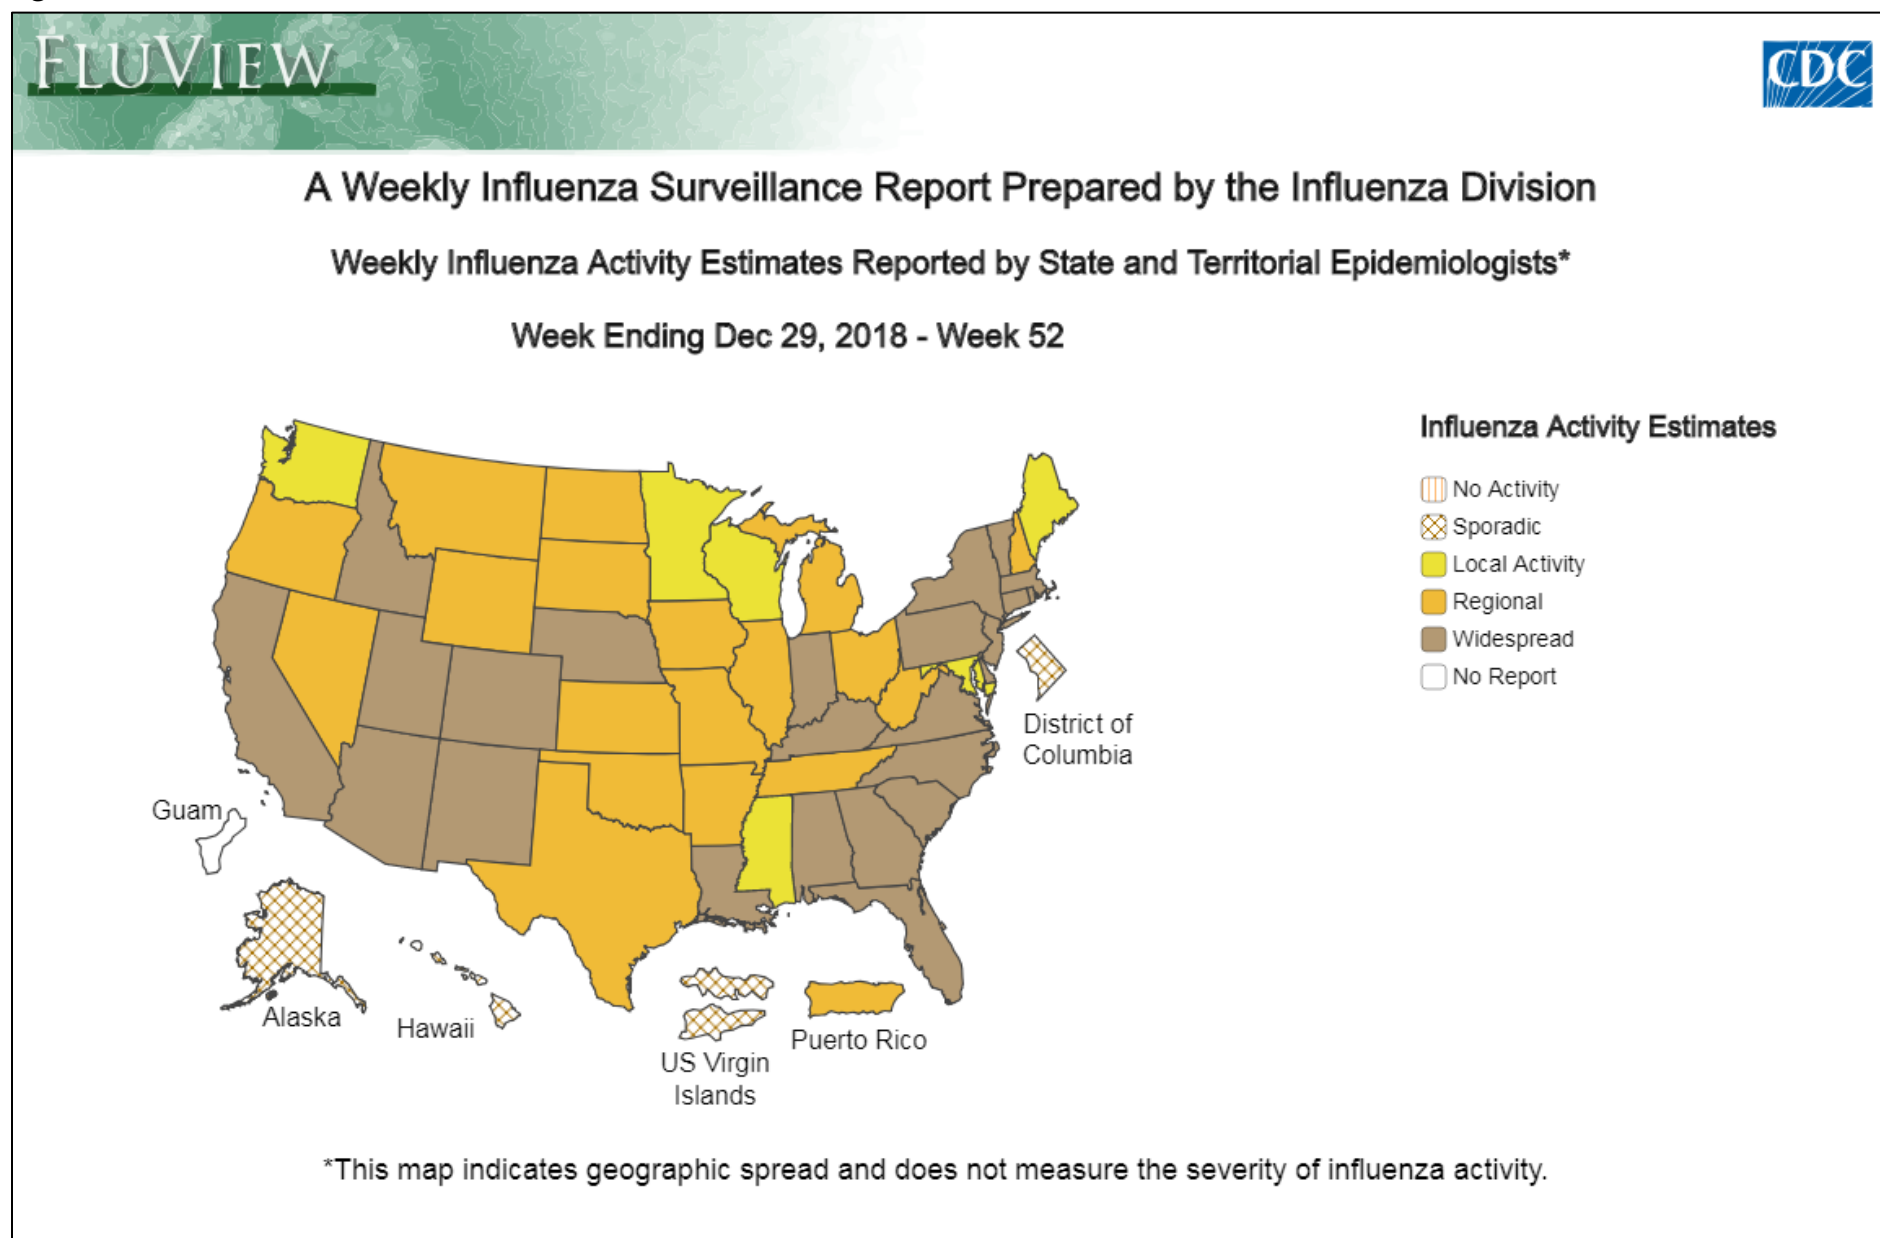 FLUVIEW
CDC
A Weekly Influenza Surveillance Report Prepared by the Influenza Division
Weekly Influenza Activity Estimates Reported by State and Territorial Epidemiologists*
Week Ending Dec 29, 2018 - Week 52
Influenza Activity Estimates
No Activity
Sporadic
Local Activity
Regional
Widespread
No Report
District of
Columbia
Guam
Alaska
Hawaii
US Virgin
Islands
Puerto Rico
*This map indicates geographic spread and does not measure the severity of influenza activity.